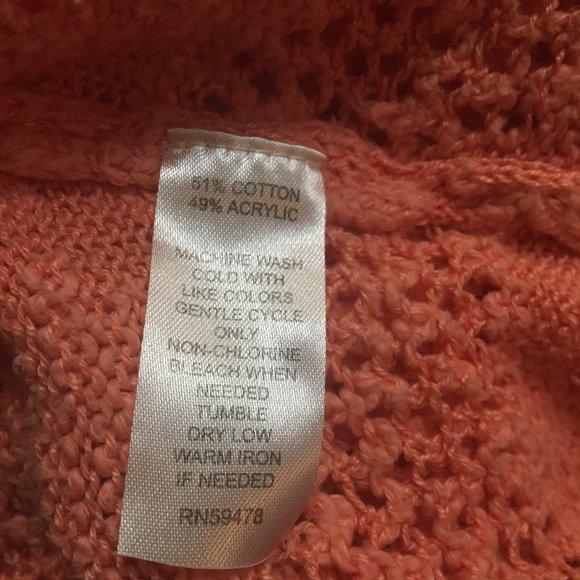 51% COTTON
49% ACRYLIC
MACHINE WASH
COLD WITH
LIKE COLORS
GENTLE CYCLE
ONLY
NON-CHLORINE
BLEACH WHEN
NEEDED
TUMBLE
DRY LOW
WARM IRON
IF NEEDED
RN59478